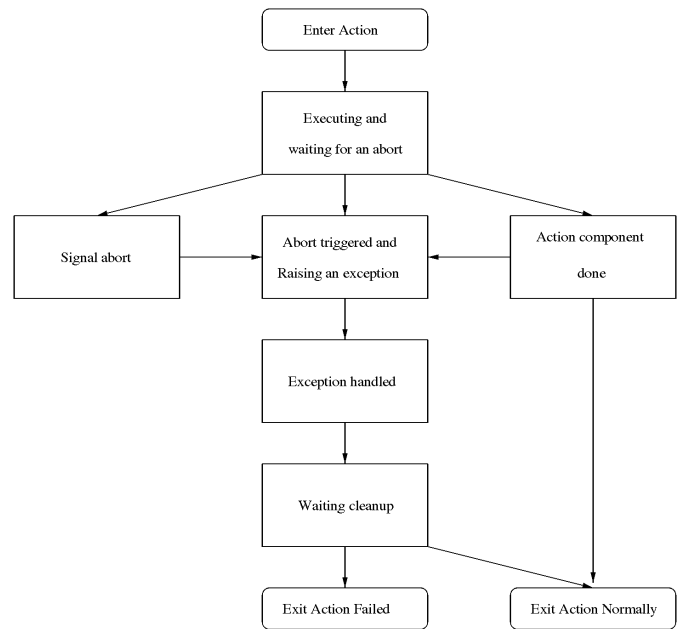 Enter Action
Executing and
waiting for an abort
Signal abort
Abort triggered and
Raising an exception
Action component
done
Exception handled
Waiting cleanup
Exit Action Failed
Exit Action Normally